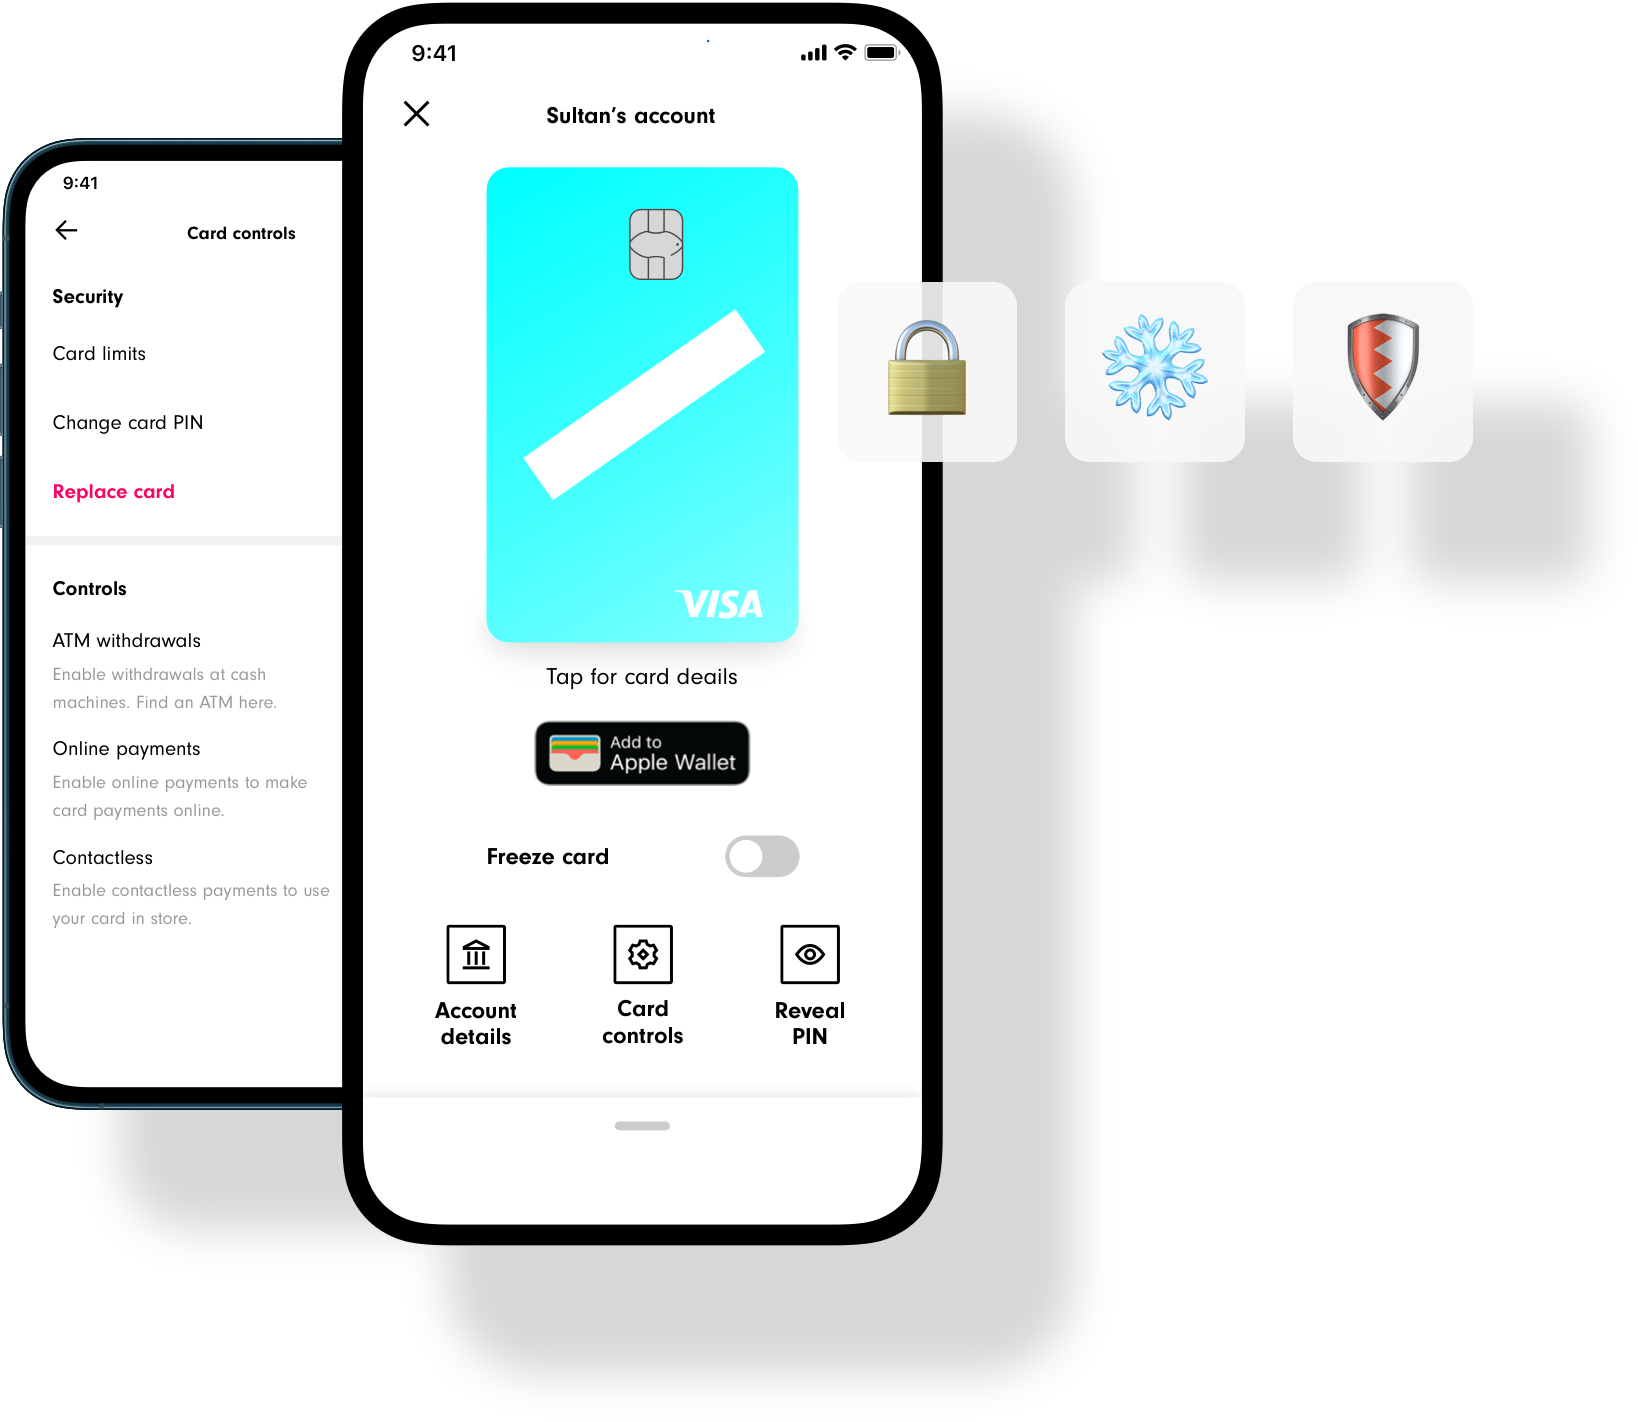 9:41
Card controls
Security
Card limits
Change card PIN
Replace card
Controls
ATM withdrawals
Enable withdrawals at cash
machines. Find an ATM here.
Online payments
Enable online payments to make
card payments online.
Contactless
Enable contactless payments to use
your card in store.
9:41
Sultan's account
VISA
Tap for card deails
Add to
Apple Wallet
Freeze card
Account
details
Card
controls
Reveal
PIN